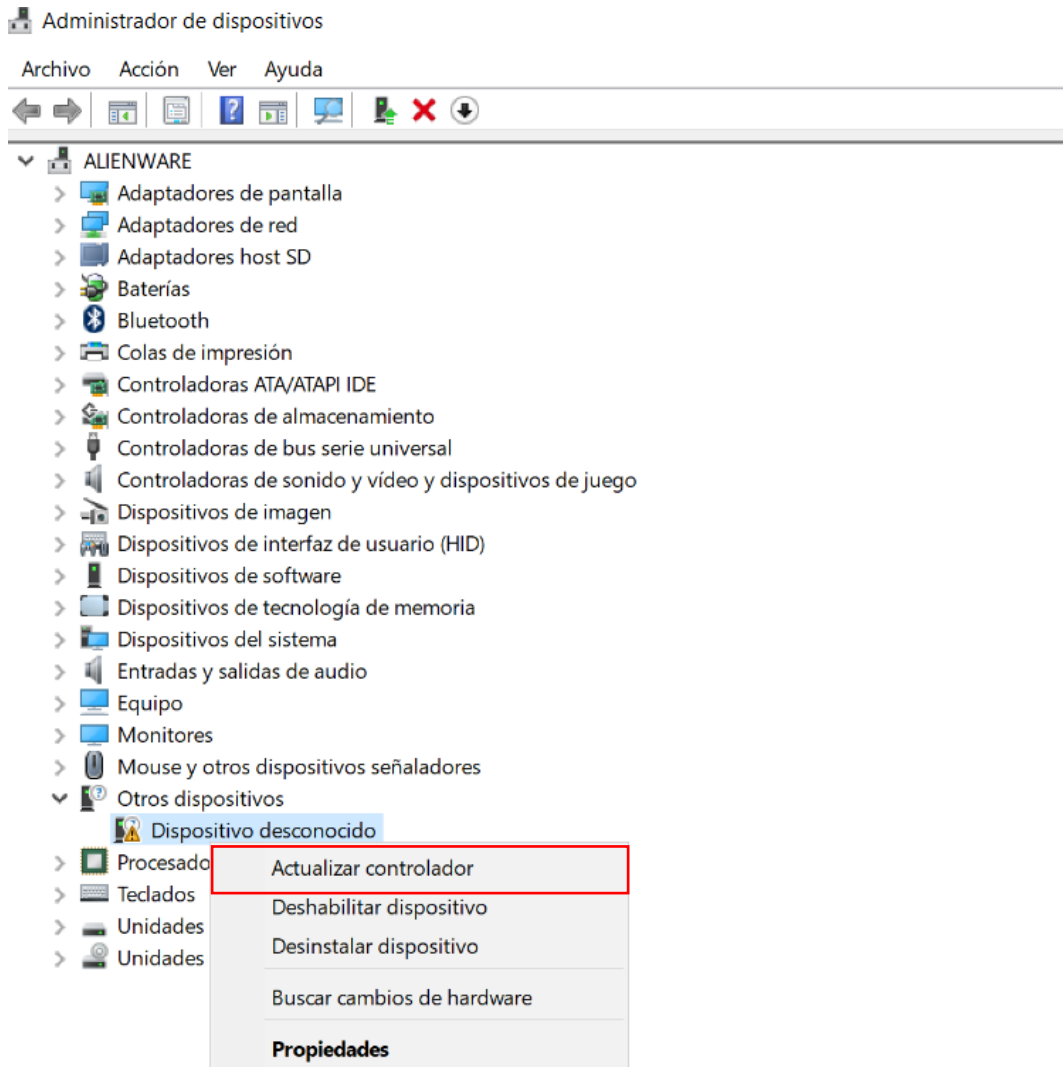 Administrador de dispositivos
Archivo Acción Ver Ayuda
ALIENWARE
Adaptadores de pantalla
Adaptadores de red
Adaptadores host SD
Baterías
Bluetooth
Colas de impresión
Controladoras ATA/ATAPI IDE
Controladoras de almacenamiento
Controladoras de bus serie universal
Controladoras de sonido y vídeo y dispositivos de juego
Dispositivos de imagen
Dispositivos de interfaz de usuario (HID)
Dispositivos de software
Dispositivos de tecnología de memoria
Dispositivos del sistema
Entradas y salidas de audio
Equipo
Monitores
Mouse y otros dispositivos señaladores
Otros dispositivos
Dispositivo desconocido
Procesado
Teclados
Unidades
Unidades
Actualizar controlador
Deshabilitar dispositivo
Desinstalar dispositivo
Buscar cambios de hardware
Propiedades